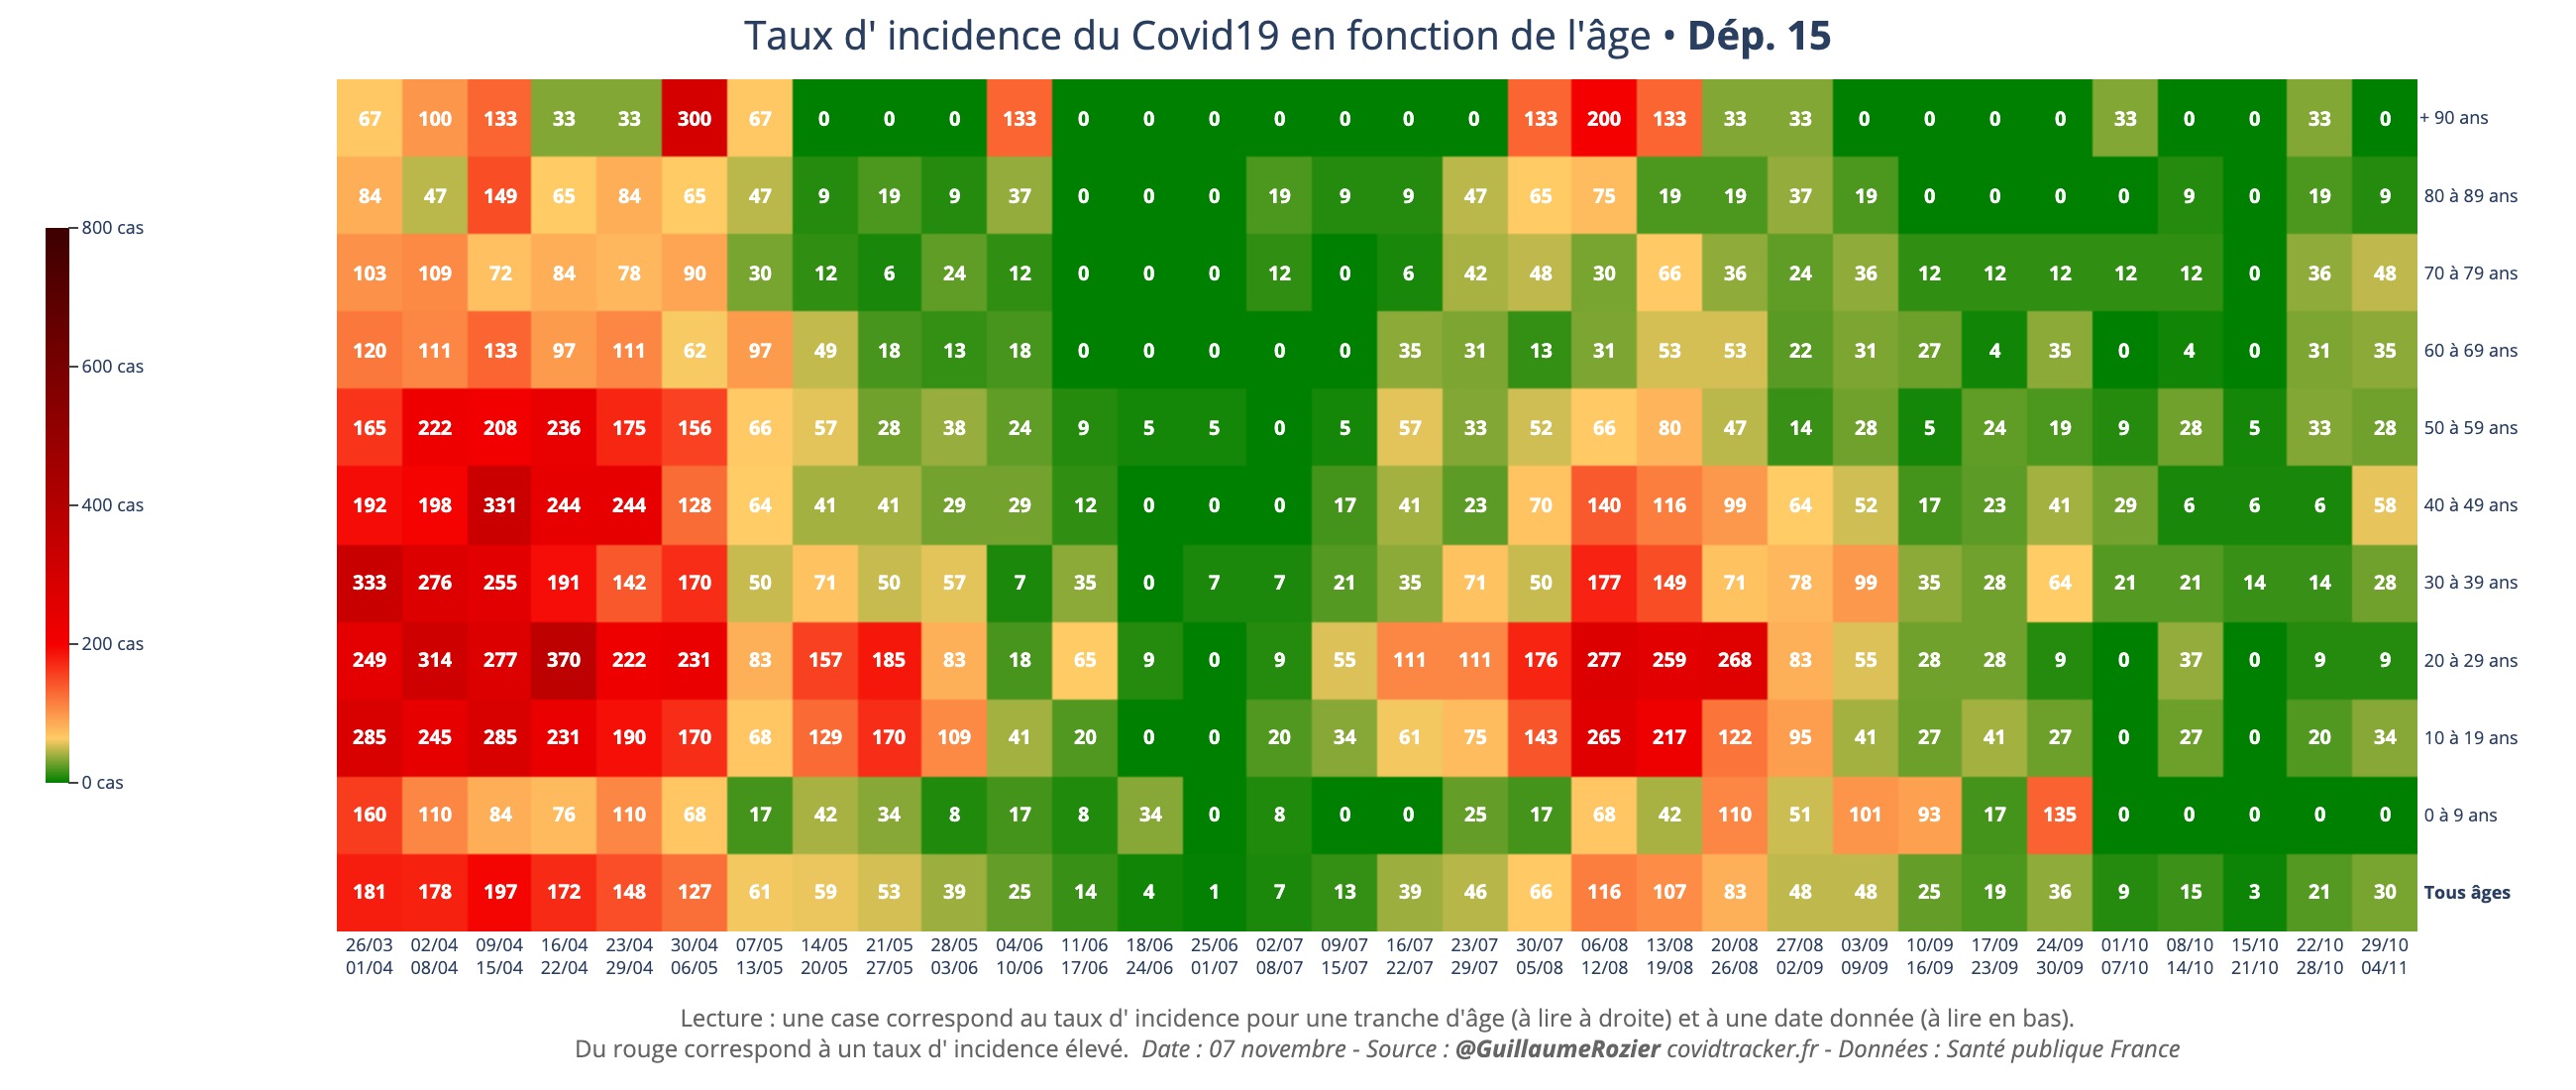 Taux d' incidence du Covid19 en fonction de l'âge • Dép. 15
67 100 133 33 33 300 67 0 0 0 133 0 0 0 0 0 0 0 133 200 133 33 33 0 0 0 0 33 0 0 33 0 + 90 ans
84 47 149 65 84 65 47 9 19 9 37 0 0 0 19 9 9 47 65 75 19 19 37 19 0 0 0 0 9 0 19 9 80 à 89 ans
800 cas
103 109 72 84 78 90 30 12 6 24 12 0 0 0 12 0 6 42 48 30 66 36 24 36 12 12 12 12 12 0 36 48 70 à 79 ans
120 111 133 97 111 62 97 49 18 13 18 0 0 0 0 0 35 31 13 31 53 53 22 31 27 4 35 0 4 0 31 35 60 à 69 ans
600 cas
165 222 208 236 175 156 66 57 28 38 24 9 5 5 0 5 57 33 52 66 80 47 14 28 5 24 19 9 28 5 33 28 50 à 59 ans
400 cas
192 198 331 244 244 128 64 41 41 29 29 12 0 0 0 17 41 23 70 140 116 99 64 52 17 23 41 29 6 6 6 58 40 à 49 ans
333 276 255 191 142 170 50 71 50 57 7 35 0 7 7 21 35 71 50 177 149 71 78 99 35 28 64 21 21 14 14 28 30 à 39 ans
200 cas
249 314 277 370 222 231 83 157 185 83 18 65 9 0 9 55 111 111 176 277 259 268 83 55 28 28 9 0 37 0 9 9 20 à 29 ans
285 245 285 231 190 170 68 129 170 109 41 20 0 0 20 34 61 75 143 265 217 122 95 41 27 41 27 0 27 0 20 34 10 à 19 ans
0 cas
160 110 84 76 110 68 17 42 34 8 17 8 34 0 8 0 0 25 17 68 42 110 51 101 93 17 135 0 0 0 0 0 0 à 9 ans
181 178 197 172 148 127 61 59 53 39 25 14 4 1 7 13 39 46 66 116 107 83 48 48 25 19 36 9 15 3 21 30 Tous âges
26/03 02/04 09/04 16/04 23/04 30/04 07/05 14/05 21/05 28/05 04/06 11/06 18/06 25/06 02/07 09/07 16/07 23/07 30/07 06/08 13/08 20/08 27/08 03/09 10/09 17/09 24/09 01/10 08/10 15/10 22/10 29/10
01/04 08/04 15/04 22/04 29/04 06/05 13/05 20/05 27/05 03/06 10/06 17/06 24/06 01/07 08/07 15/07 22/07 29/07 05/08 12/08 19/08 26/08 02/09 09/09 16/09 23/09 30/09 07/10 14/10 21/10 28/10 04/11
Lecture : une case correspond au taux d' incidence pour une tranche d'âge (à lire à droite) et à une date donnée (à lire en bas).
Du rouge correspond à un taux d' incidence élevé. Date : 07 novembre - Source : @GuillaumeRozier covidtracker.fr - Données : Santé publique France